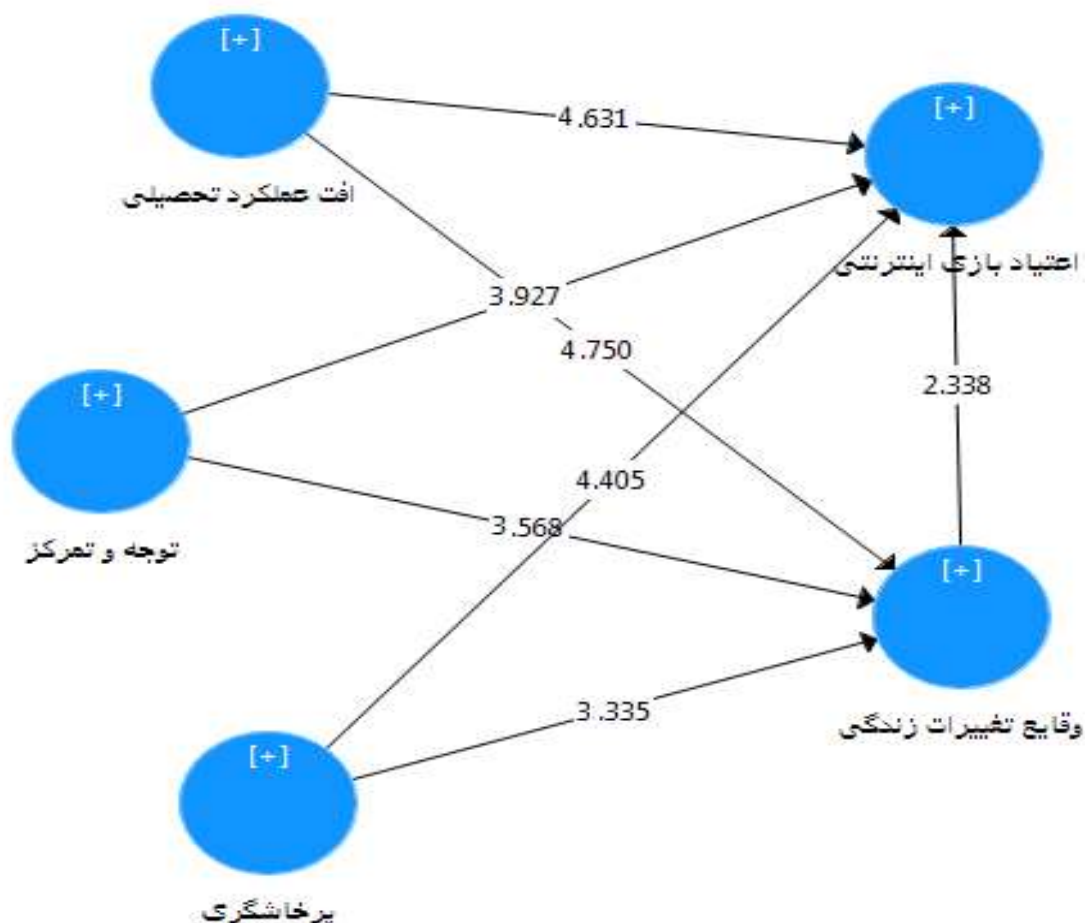 [+]
افت عملکرد تحصیلی
[+]
اعتیاد بازی اینترنتی
4.631
3.927
4.750
2.338
[+]
توجه و تمرکز
4.405
3.568
[+]
وقایع تغییرات زندگی
3.335
[+]
پرخاشگری